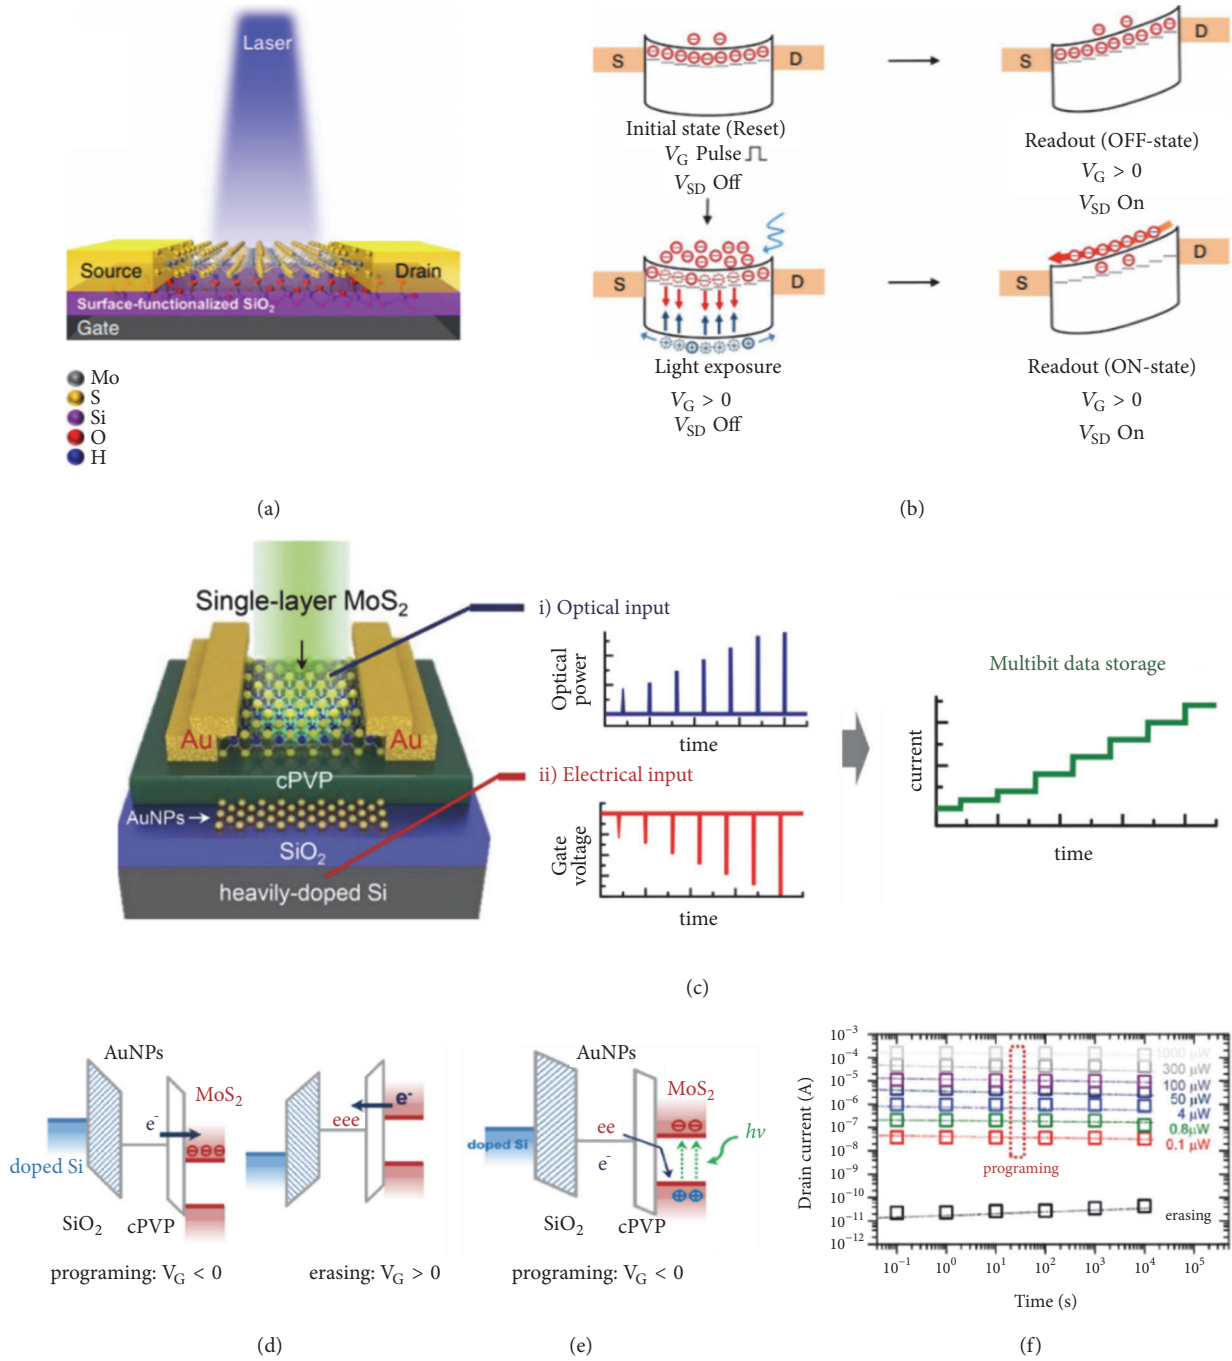 Laser
Source
Drain
Surface-functionalized SiO2
Gate
Mo
S
Si
O
H
(a)
S
D
Initial state (Reset)
VG Pulse
VSD Off
S
D
Readout (OFF-state)
VG > 0
VSD On
S
D
Light exposure
VG > 0
VSD Off
S
D
Readout (ON-state)
VG > 0
VSD On
(b)
Single-layer MoS2
Au
Au
cPVP
AuNPs
SiO2
heavily-doped Si
i) Optical input
Optical
power
time
ii) Electrical input
Gate
voltage
time
Multibit data storage
current
time
(c)
AuNPs
MoS2
e-
doped Si
SiO2
cPVP
programing: VG < 0
eee
e-
erasing: VG > 0
(d)
AuNPs
MoS2
doped Si
ee
e-
hν
SiO2
cPVP
programing: VG < 0
(e)
Drain current (A)
10−3
10−4
10−5
10−6
10−7
10−8
10−9
10−10
10−11
10−12
1000 μW
300 μW
100 μW
50 μW
4 μW
0.8μW
0.1 μW
programing
erasing
10−1
100
101
102
103
104
105
Time (s)
(f)